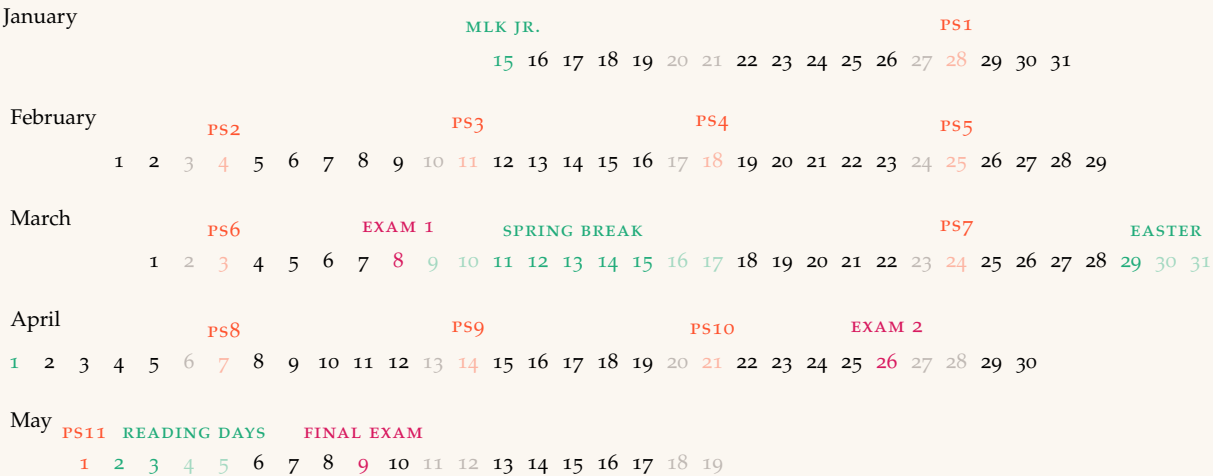 January
MLK JR. PS1
15 16 17 18 19 20 21 22 23 24 25 26 27 28 29 30 31
February
PS2 PS3 PS4 PS5
1 2 3 4 5 6 7 8 9 10 11 12 13 14 15 16 17 18 19 20 21 22 23 24 25 26 27 28 29
March
PS6 EXAM 1 SPRING BREAK PS7 EASTER
1 2 3 4 5 6 7 8 9 10 11 12 13 14 15 16 17 18 19 20 21 22 23 24 25 26 27 28 29 30 31
April
PS8 PS9 PS10 EXAM 2
1 2 3 4 5 6 7 8 9 10 11 12 13 14 15 16 17 18 19 20 21 22 23 24 25 26 27 28 29 30
May
PS11 READING DAYS FINAL EXAM
1 2 3 4 5 6 7 8 9 10 11 12 13 14 15 16 17 18 19